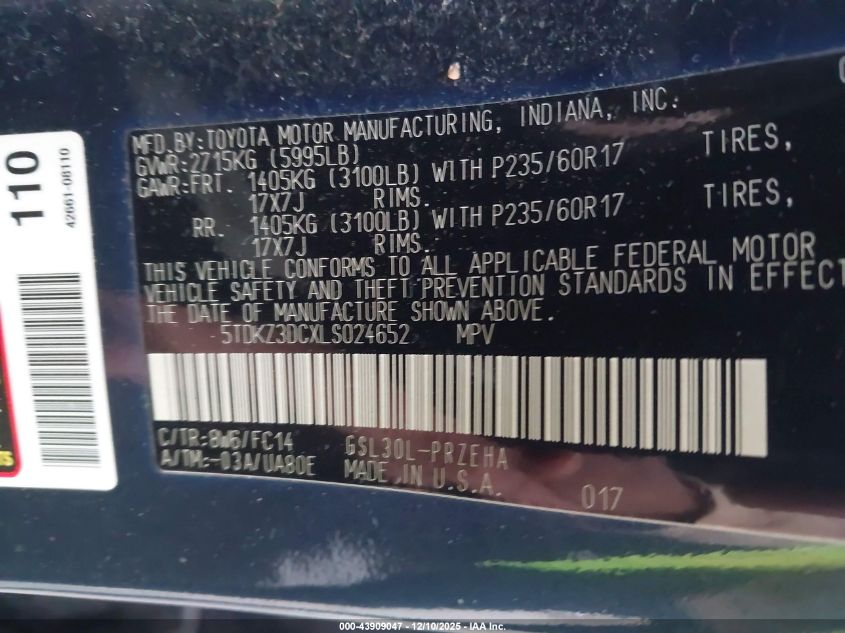 MFD.BY:TOYOTA MOTOR MANUFACTURING, INDIANA, INC.
GVWR:2715KG (5995LB)
GAWR:FRT. 1405KG (3100LB) WITH P235/60R17 TIRES,
17X7J RIMS.
RR. 1405KG (3100LB) WITH P235/60R17 TIRES,
17X7J RIMS.
THIS VEHICLE CONFORMS TO ALL APPLICABLE FEDERAL MOTOR
VEHICLE SAFETY AND THEFT PREVENTION STANDARDS IN EFFECT
THE DATE OF MANUFACTURE SHOWN ABOVE.
5TDKZ3DCXLS024652 MPV
C/TR:8W6/FC14 GSL30L-PRZEHA
A/TM:-03A/UA80E MADE IN U.S.A.
017
110
42661-08110
000-43909047 - 12/10/2025 - IAA Inc.